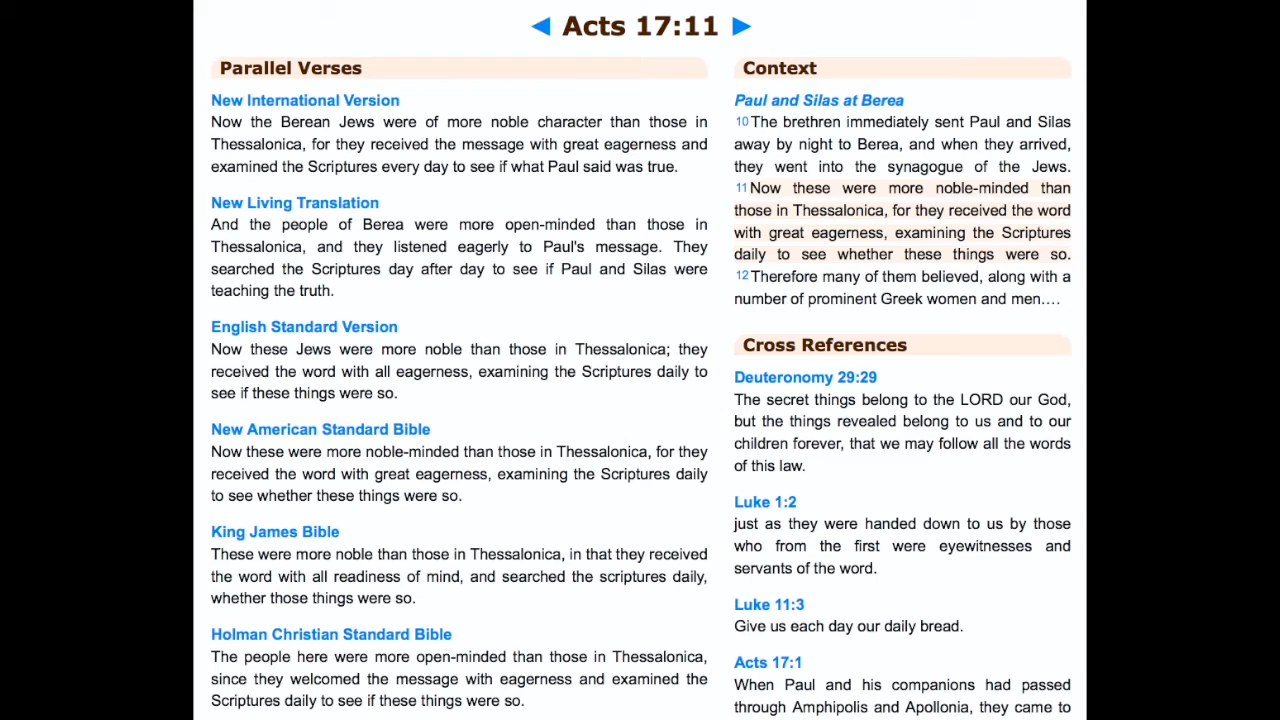 ◄ Acts 17:11 ►
Parallel Verses
New International Version
Now the Berean Jews were of more noble character than those in
Thessalonica, for they received the message with great eagerness and
examined the Scriptures every day to see if what Paul said was true.
New Living Translation
And the people of Berea were more open-minded than those in
Thessalonica, and they listened eagerly to Paul's message. They
searched the Scriptures day after day to see if Paul and Silas were
teaching the truth.
English Standard Version
Now these Jews were more noble than those in Thessalonica; they
received the word with all eagerness, examining the Scriptures daily to
see if these things were so.
New American Standard Bible
Now these were more noble-minded than those in Thessalonica, for they
received the word with great eagerness, examining the Scriptures daily
to see whether these things were so.
King James Bible
These were more noble than those in Thessalonica, in that they received
the word with all readiness of mind, and searched the scriptures daily,
whether those things were so.
Holman Christian Standard Bible
The people here were more open-minded than those in Thessalonica,
since they welcomed the message with eagerness and examined the
Scriptures daily to see if these things were so.
Context
Paul and Silas at Berea
10 The brethren immediately sent Paul and Silas
away by night to Berea, and when they arrived,
they went into the synagogue of the Jews.
11 Now these were more noble-minded than
those in Thessalonica, for they received the word
with great eagerness, examining the Scriptures
daily to see whether these things were so.
12 Therefore many of them believed, along with a
number of prominent Greek women and men.…
Cross References
Deuteronomy 29:29
The secret things belong to the LORD our God,
but the things revealed belong to us and to our
children forever, that we may follow all the words
of this law.
Luke 1:2
just as they were handed down to us by those
who from the first were eyewitnesses and
servants of the word.
Luke 11:3
Give us each day our daily bread.
Acts 17:1
When Paul and his companions had passed
through Amphipolis and Apollonia, they came to